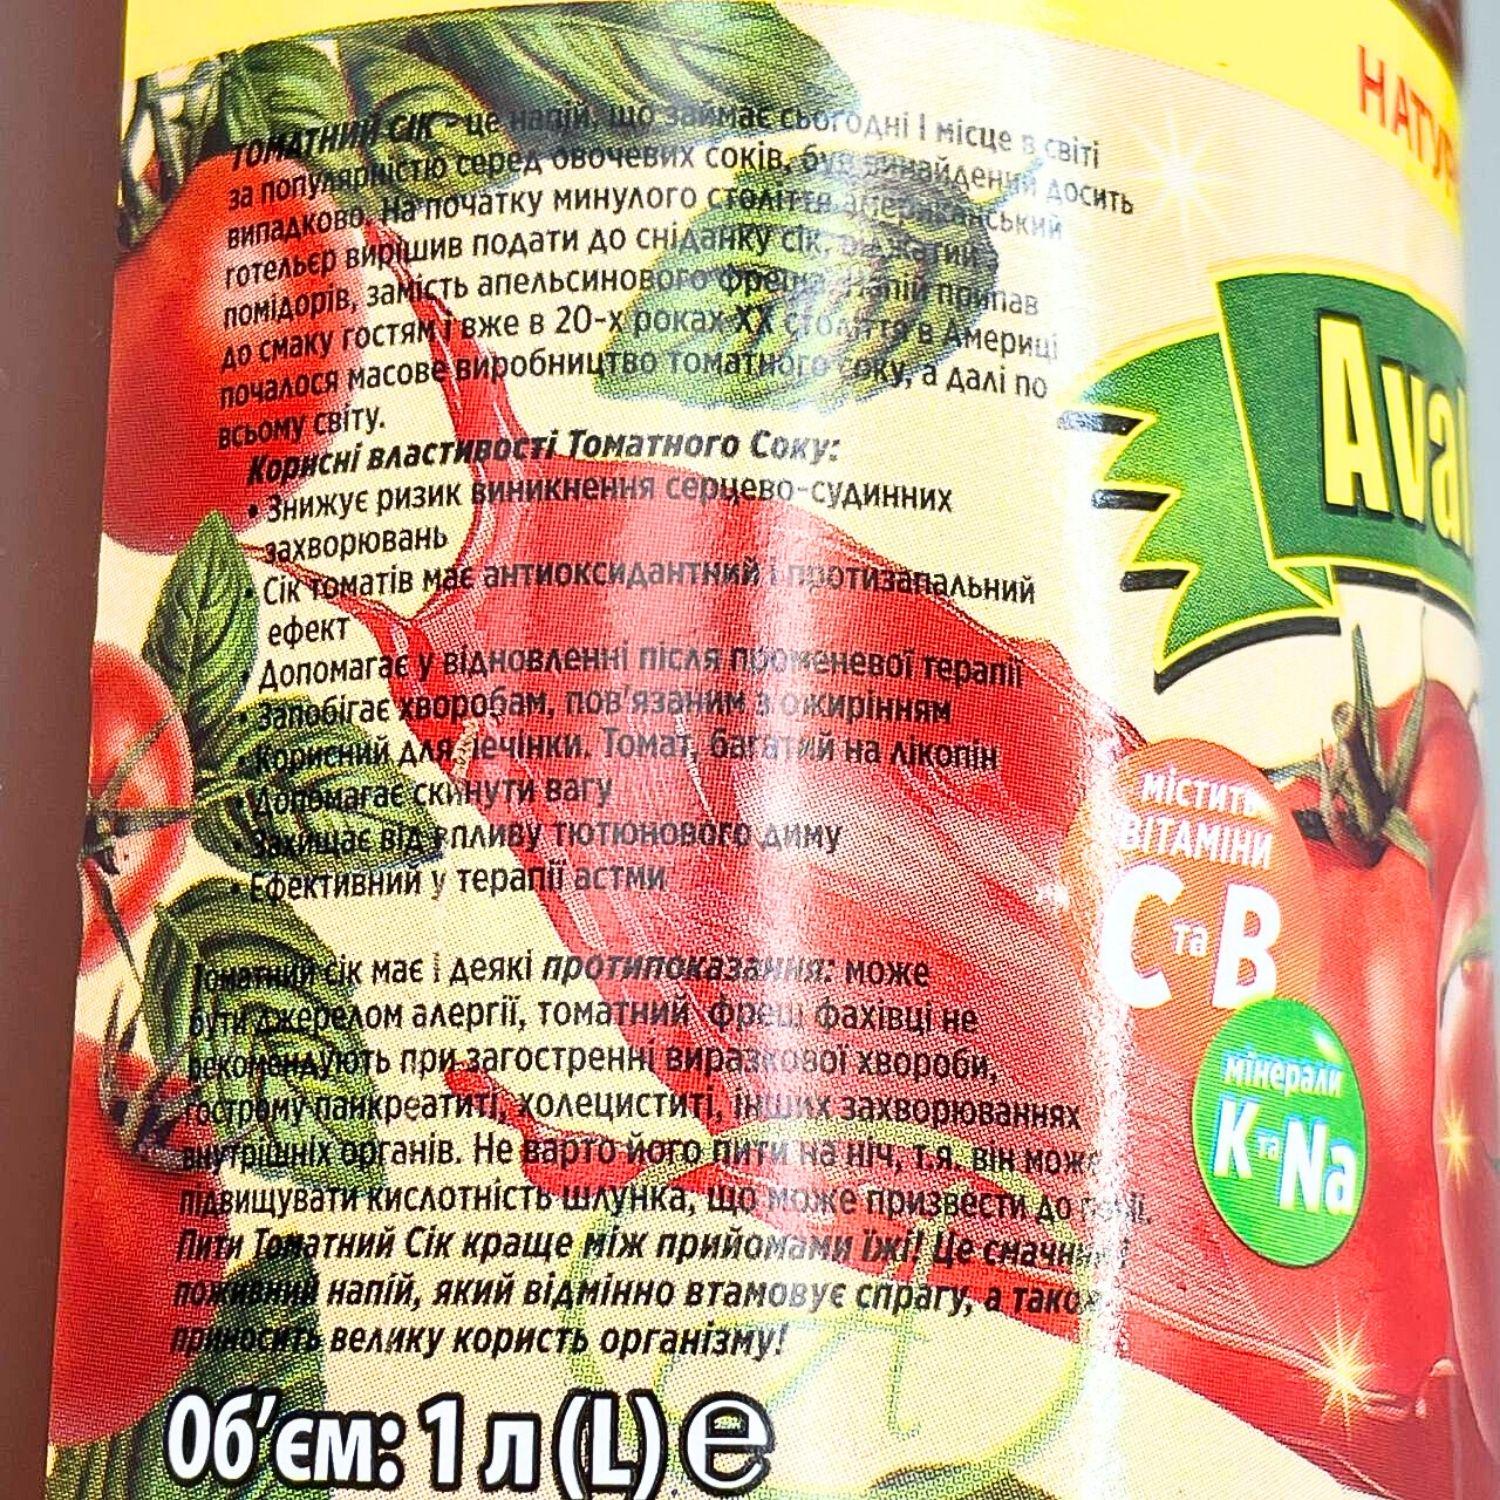 ТОМАТНИЙ СІК - це напій, що займає сьогодні І місце в світі
за популярністю серед овочевих соків, був винайдений досить
випадково. На початку минулого століття американський
готельєр вирішив подати до сніданку сік, віджатий з
помідорів, замість апельсинового фреша. Напій припав
до смаку гостям і вже в 20-х роках ХХ століття в Америці
почалося масове виробництво томатного соку, а далі по
всьому світу.
Корисні властивості Томатного Соку:
• Знижує ризик виникнення серцево-судинних
захворювань
• Сік томатів має антиоксидантний і протизапальний
ефект
• Допомагає у відновленні після променевої терапії
• Запобігає хворобам, пов'язаним з ожирінням
• Корисний для печінки. Томат, багатий на лікопін
• Допомагає скинути вагу
• Захищає від впливу тютюнового диму
• Ефективний у терапії астми
Томатний сік має і деякі протипоказання: може
бути джерелом алергії, томатний фреш фахівці не
рекомендують при загостренні виразкової хвороби,
гострому панкреатиті, холециститі, інших захворюваннях
внутрішніх органів. Не варто його пити на ніч, т.я. він може
підвищувати кислотність шлунка, що може призвести до печії.
Пити Томатний Сік краще між прийомами їжі! Це смачний і
поживний напій, який відмінно втамовує спрагу, а також
приносить велику користь організму!
Об'єм: 1 л (L) e
НАТУР
Ava
МІСТИТЬ
ВІТАМІНИ
С та В
мінерали
K та Na